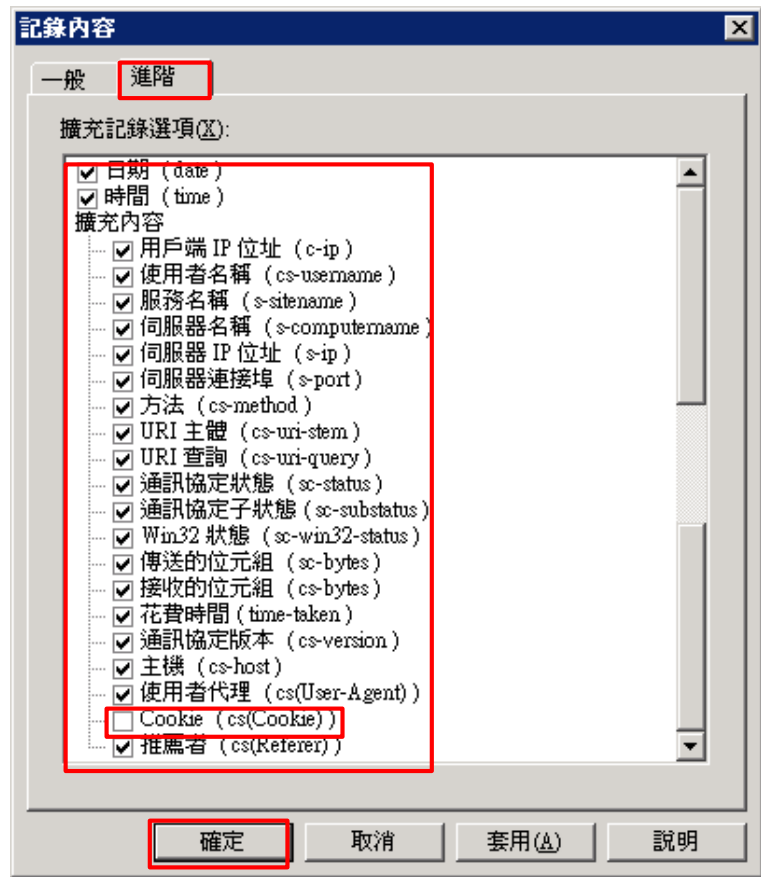 記錄內容
一般 進階
擴充記錄選項(X):
日期 (date)
時間 (time)
擴充內容
用戶端 IP 位址 (c-ip)
使用者名稱 (cs-username)
服務名稱 (s-sitename)
伺服器名稱 (s-computername)
伺服器 IP 位址 (s-ip)
伺服器連接埠 (s-port)
方法 (cs-method)
URI 主體 (cs-uri-stem)
URI 查詢 (cs-uri-query)
通訊協定狀態 (sc-status)
通訊協定子狀態 (sc-substatus)
Win32 狀態 (sc-win32-status)
傳送的位元組 (sc-bytes)
接收的位元組 (cs-bytes)
花費時間 (time-taken)
通訊協定版本 (cs-version)
主機 (cs-host)
使用者代理 (cs(User-Agent))
Cookie (cs(Cookie))
推薦者 (cs(Referer))
確定 取消 套用(A) 說明